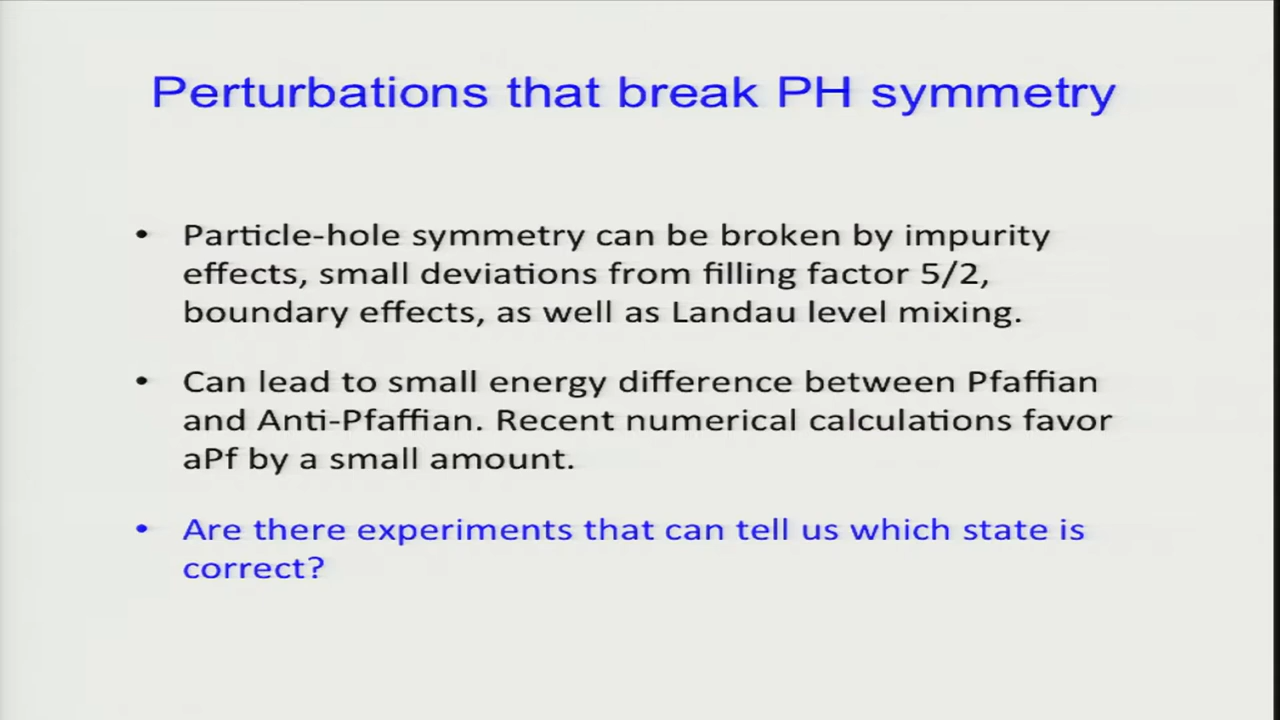 Perturbations that break PH symmetry
• Particle-hole symmetry can be broken by impurity
effects, small deviations from filling factor 5/2,
boundary effects, as well as Landau level mixing.
• Can lead to small energy difference between Pfaffian
and Anti-Pfaffian. Recent numerical calculations favor
aPf by a small amount.
• Are there experiments that can tell us which state is
correct?